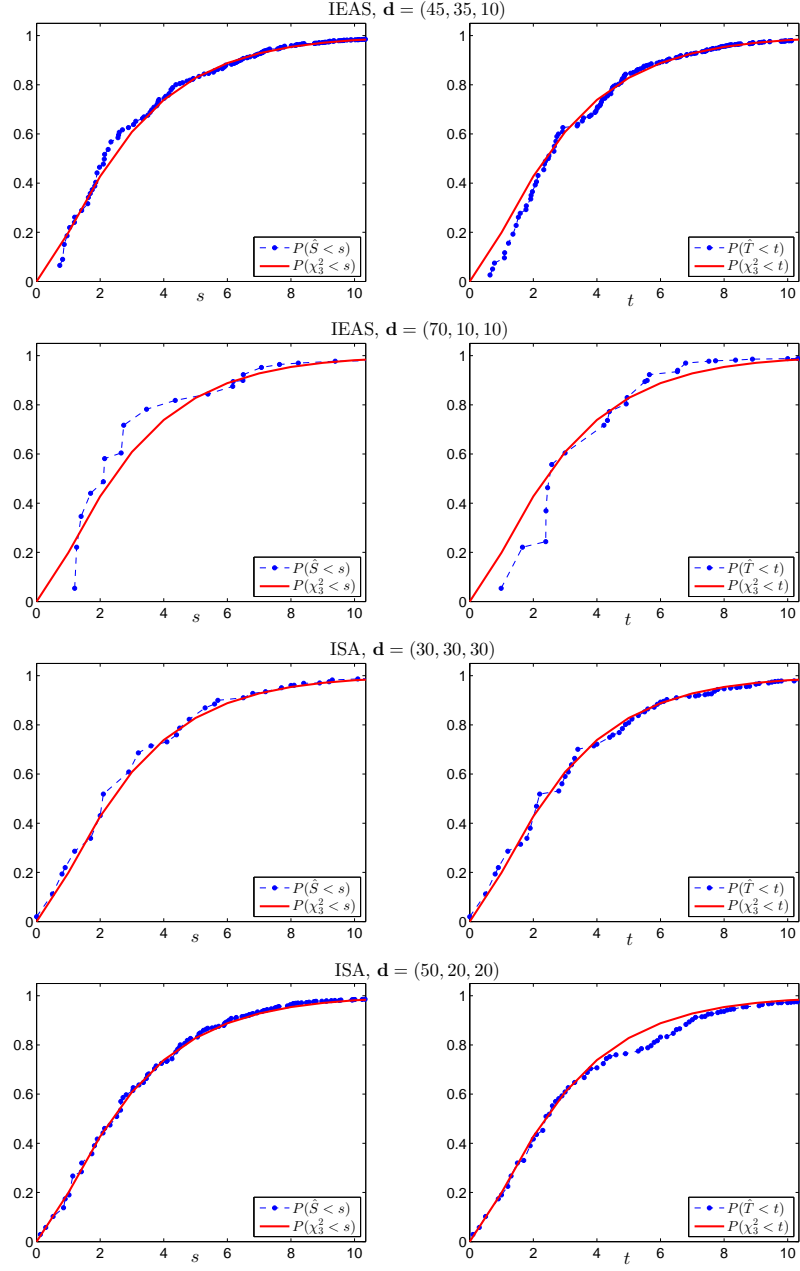 IEAS, d = (45, 35, 10)
1
0.8
0.6
0.4
0.2
0
0 2 4 6 8 10
s
P(Ŝ < s)
P(χ²₃ < s)
1
0.8
0.6
0.4
0.2
0
0 2 4 6 8 10
t
P(T̂ < t)
P(χ²₃ < t)
IEAS, d = (70, 10, 10)
1
0.8
0.6
0.4
0.2
0
0 2 4 6 8 10
s
P(Ŝ < s)
P(χ²₃ < s)
1
0.8
0.6
0.4
0.2
0
0 2 4 6 8 10
t
P(T̂ < t)
P(χ²₃ < t)
ISA, d = (30, 30, 30)
1
0.8
0.6
0.4
0.2
0
0 2 4 6 8 10
s
P(Ŝ < s)
P(χ²₃ < s)
1
0.8
0.6
0.4
0.2
0
0 2 4 6 8 10
t
P(T̂ < t)
P(χ²₃ < t)
ISA, d = (50, 20, 20)
1
0.8
0.6
0.4
0.2
0
0 2 4 6 8 10
s
P(Ŝ < s)
P(χ²₃ < s)
1
0.8
0.6
0.4
0.2
0
0 2 4 6 8 10
t
P(T̂ < t)
P(χ²₃ < t)